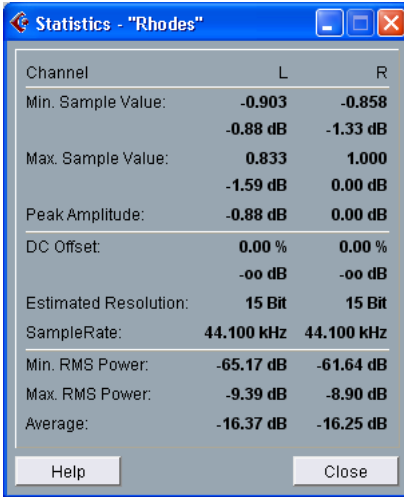 Statistics - "Rhodes"
Channel L R
Min. Sample Value: -0.903 -0.858
-0.88 dB -1.33 dB
Max. Sample Value: 0.833 1.000
-1.59 dB 0.00 dB
Peak Amplitude: -0.88 dB 0.00 dB
DC Offset: 0.00 % 0.00 %
-oo dB -oo dB
Estimated Resolution: 15 Bit 15 Bit
SampleRate: 44.100 kHz 44.100 kHz
Min. RMS Power: -65.17 dB -61.64 dB
Max. RMS Power: -9.39 dB -8.90 dB
Average: -16.37 dB -16.25 dB
Help Close